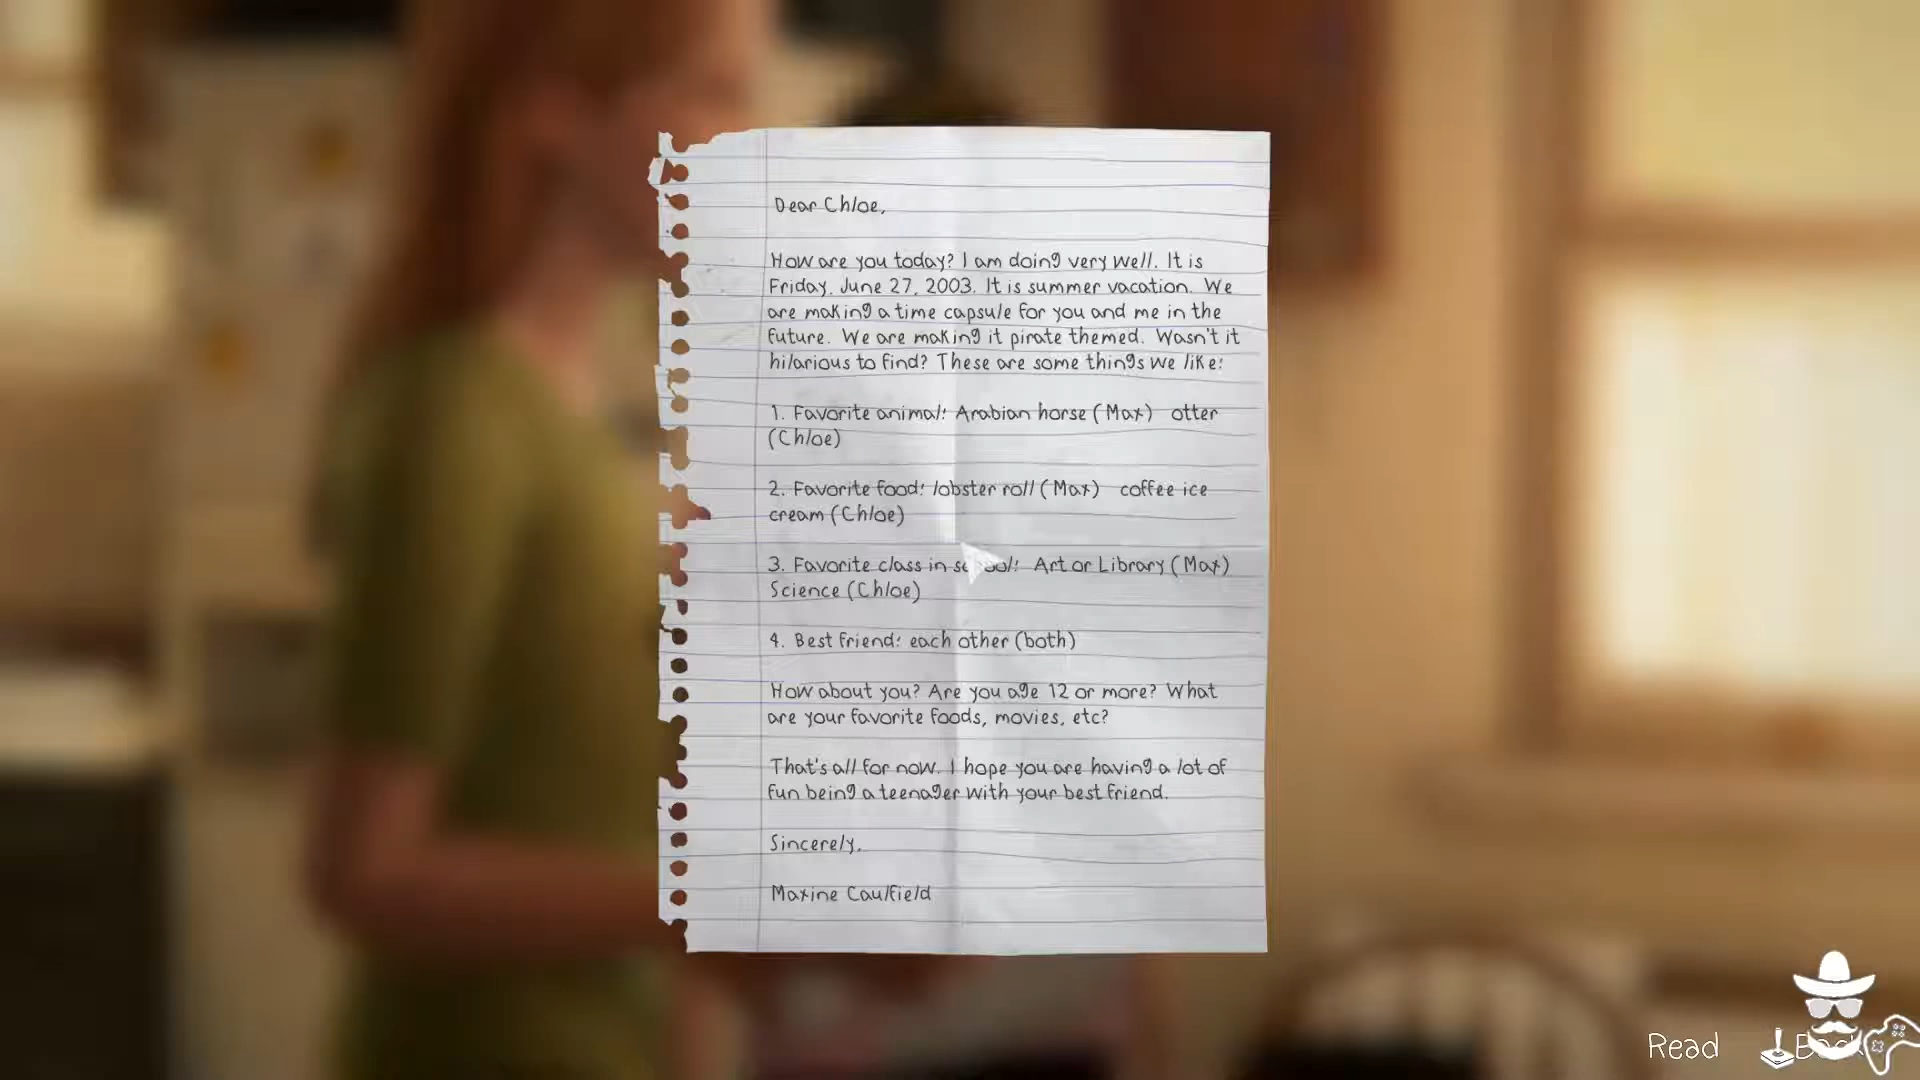 Dear Chloe,
How are you today? I am doing very well. It is
Friday, June 27, 2003. It is summer vacation. We
are making a time capsule for you and me in the
future. We are making it pirate themed. Wasn't it
hilarious to find? These are some things we like:
1. Favorite animal: Arabian horse (Max) otter
(Chloe)
2. Favorite food: lobster roll (Max) coffee ice
cream (Chloe)
3. Favorite class in school: Art or Library (Max)
Science (Chloe)
4. Best friend: each other (both)
How about you? Are you age 12 or more? What
are your favorite foods, movies, etc?
That's all for now. I hope you are having a lot of
fun being a teenager with your best friend.
Sincerely,
Maxine Caulfield
Read Back